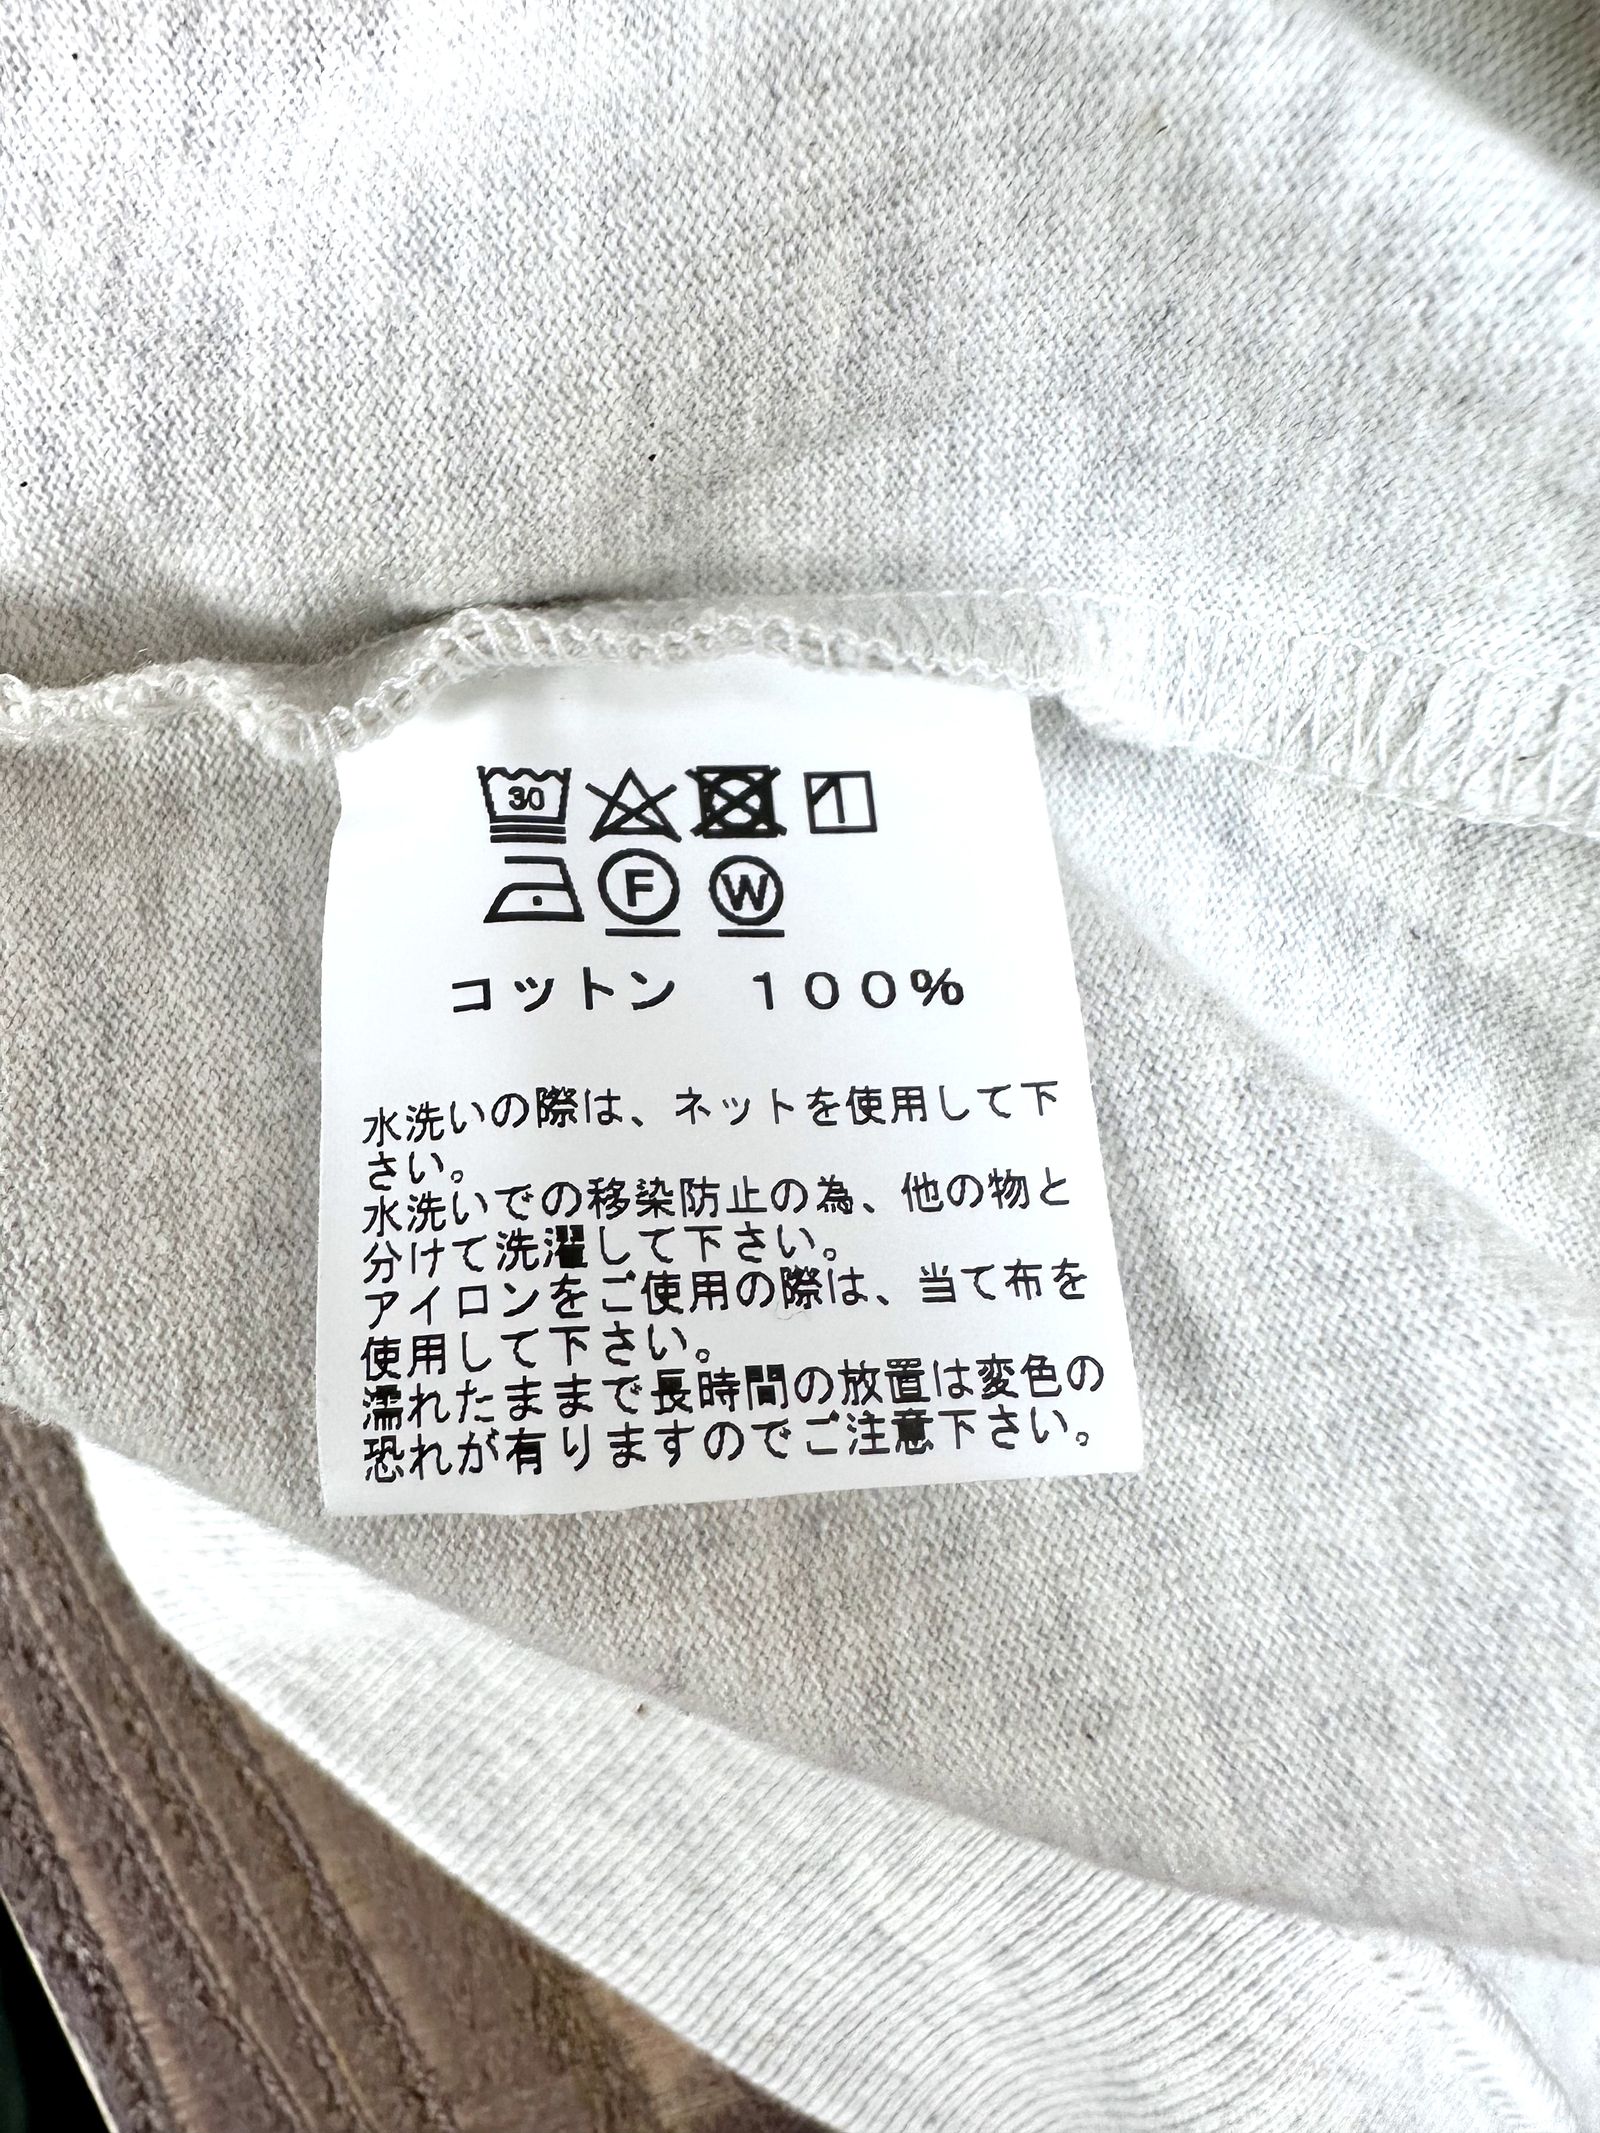 30
F W
コットン　１００％
水洗いの際は、ネットを使用して下
さい。
水洗いでの移染防止の為、他の物と
分けて洗濯して下さい。
アイロンをご使用の際は、当て布を
使用して下さい。
濡れたままで長時間の放置は変色の
恐れが有りますのでご注意下さい。